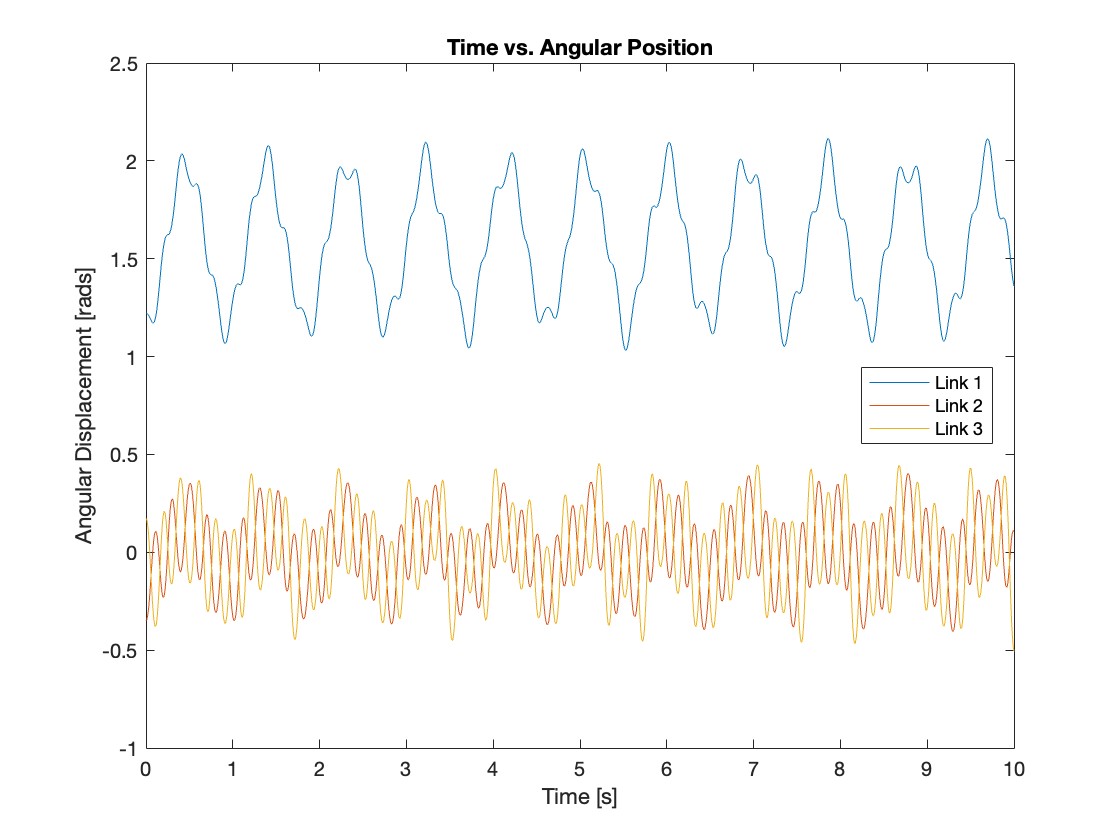 Time vs. Angular Position
2.5
2
1.5
1
0.5
0
-0.5
-1
Angular Displacement [rads]
Link 1
Link 2
Link 3
0 1 2 3 4 5 6 7 8 9 10
Time [s]